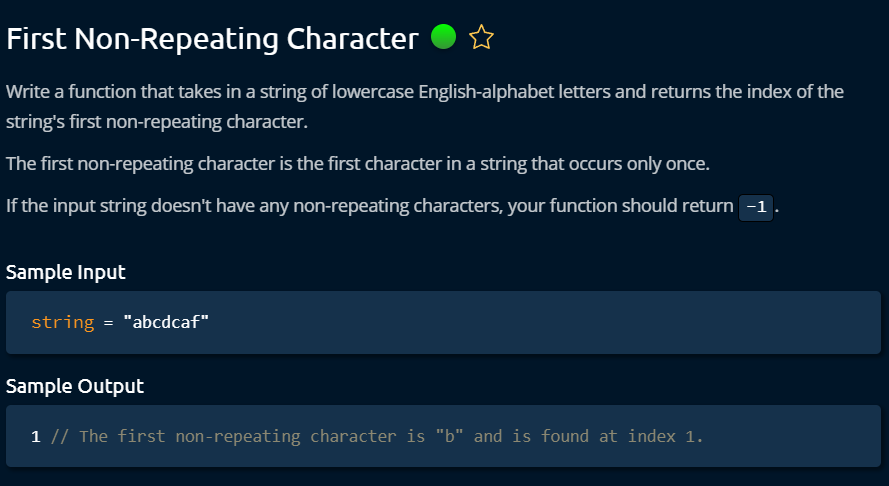 First Non-Repeating Character
Write a function that takes in a string of lowercase English-alphabet letters and returns the index of the
string's first non-repeating character.
The first non-repeating character is the first character in a string that occurs only once.
If the input string doesn't have any non-repeating characters, your function should return -1.
Sample Input
string = "abcdcaf"
Sample Output
1 // The first non-repeating character is "b" and is found at index 1.